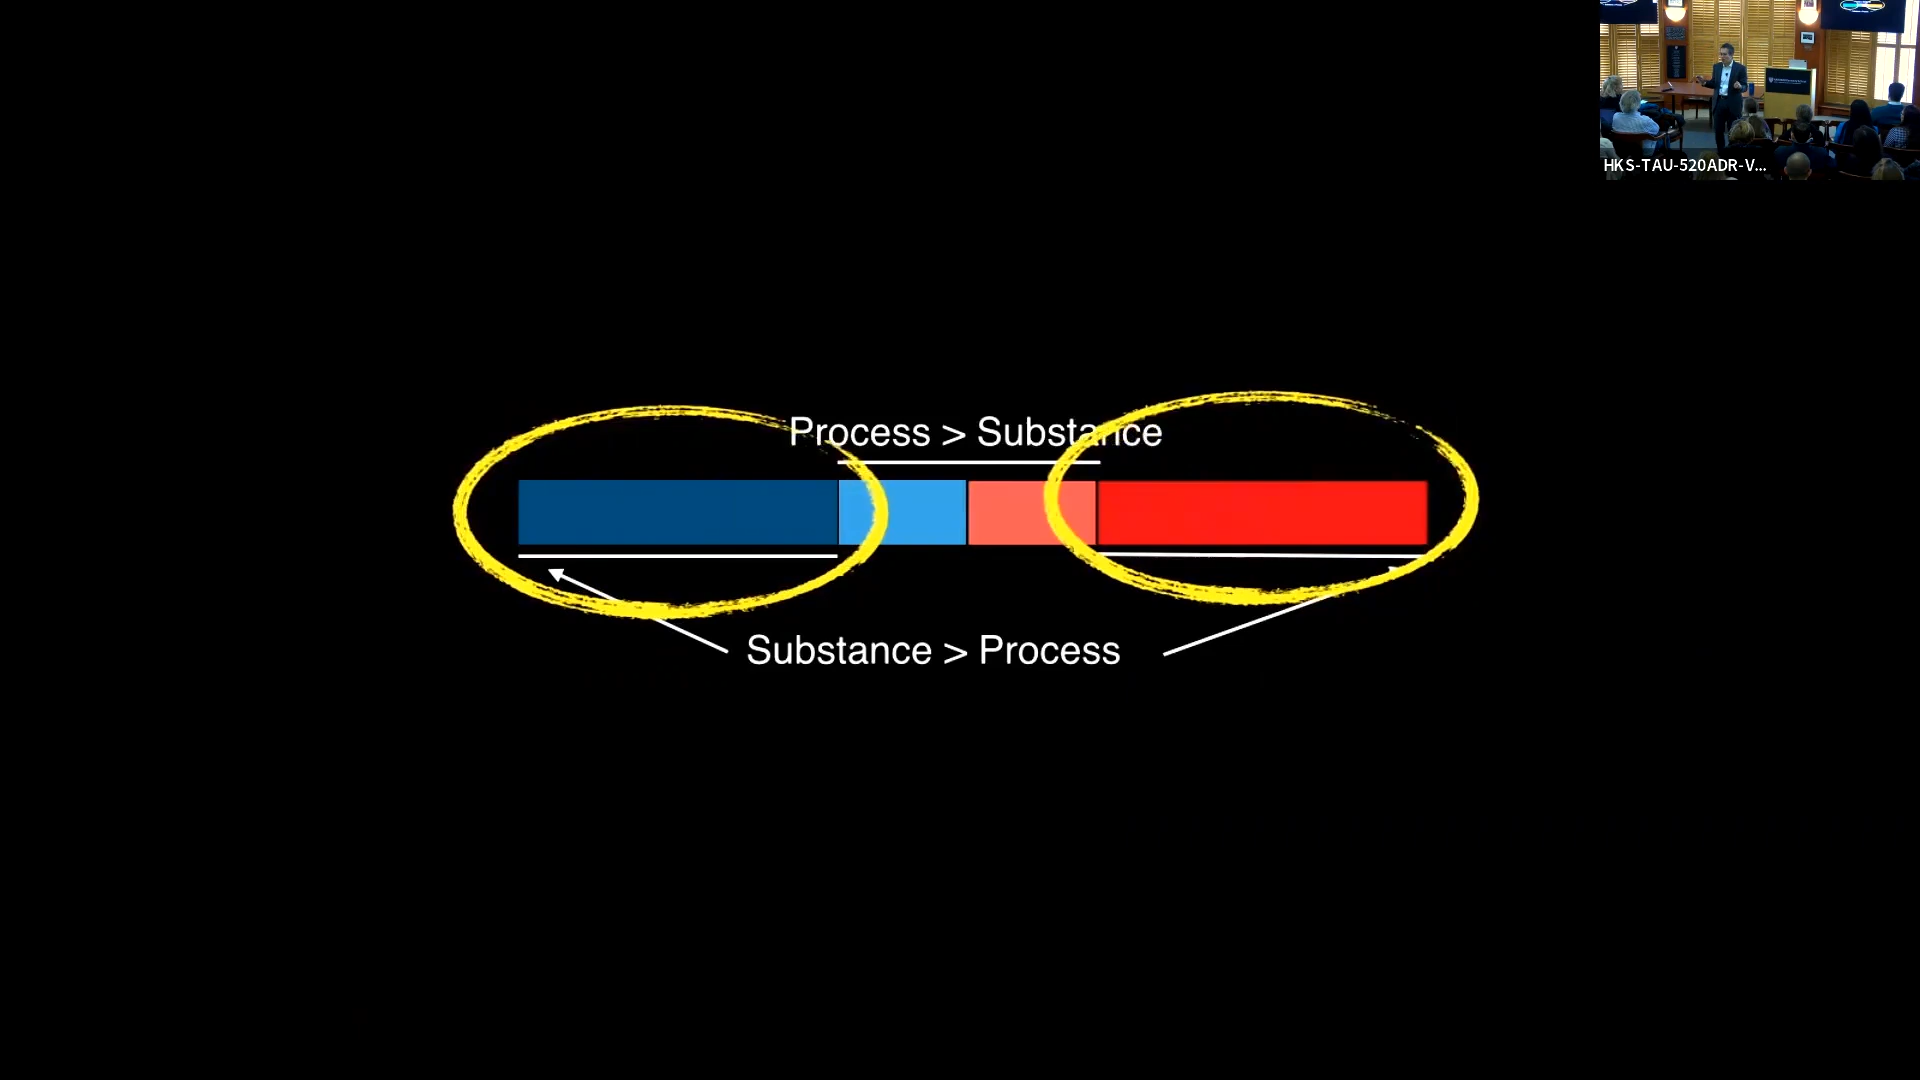 HKS-TAU-520ADR-V...
Process > Substance
Substance > Process